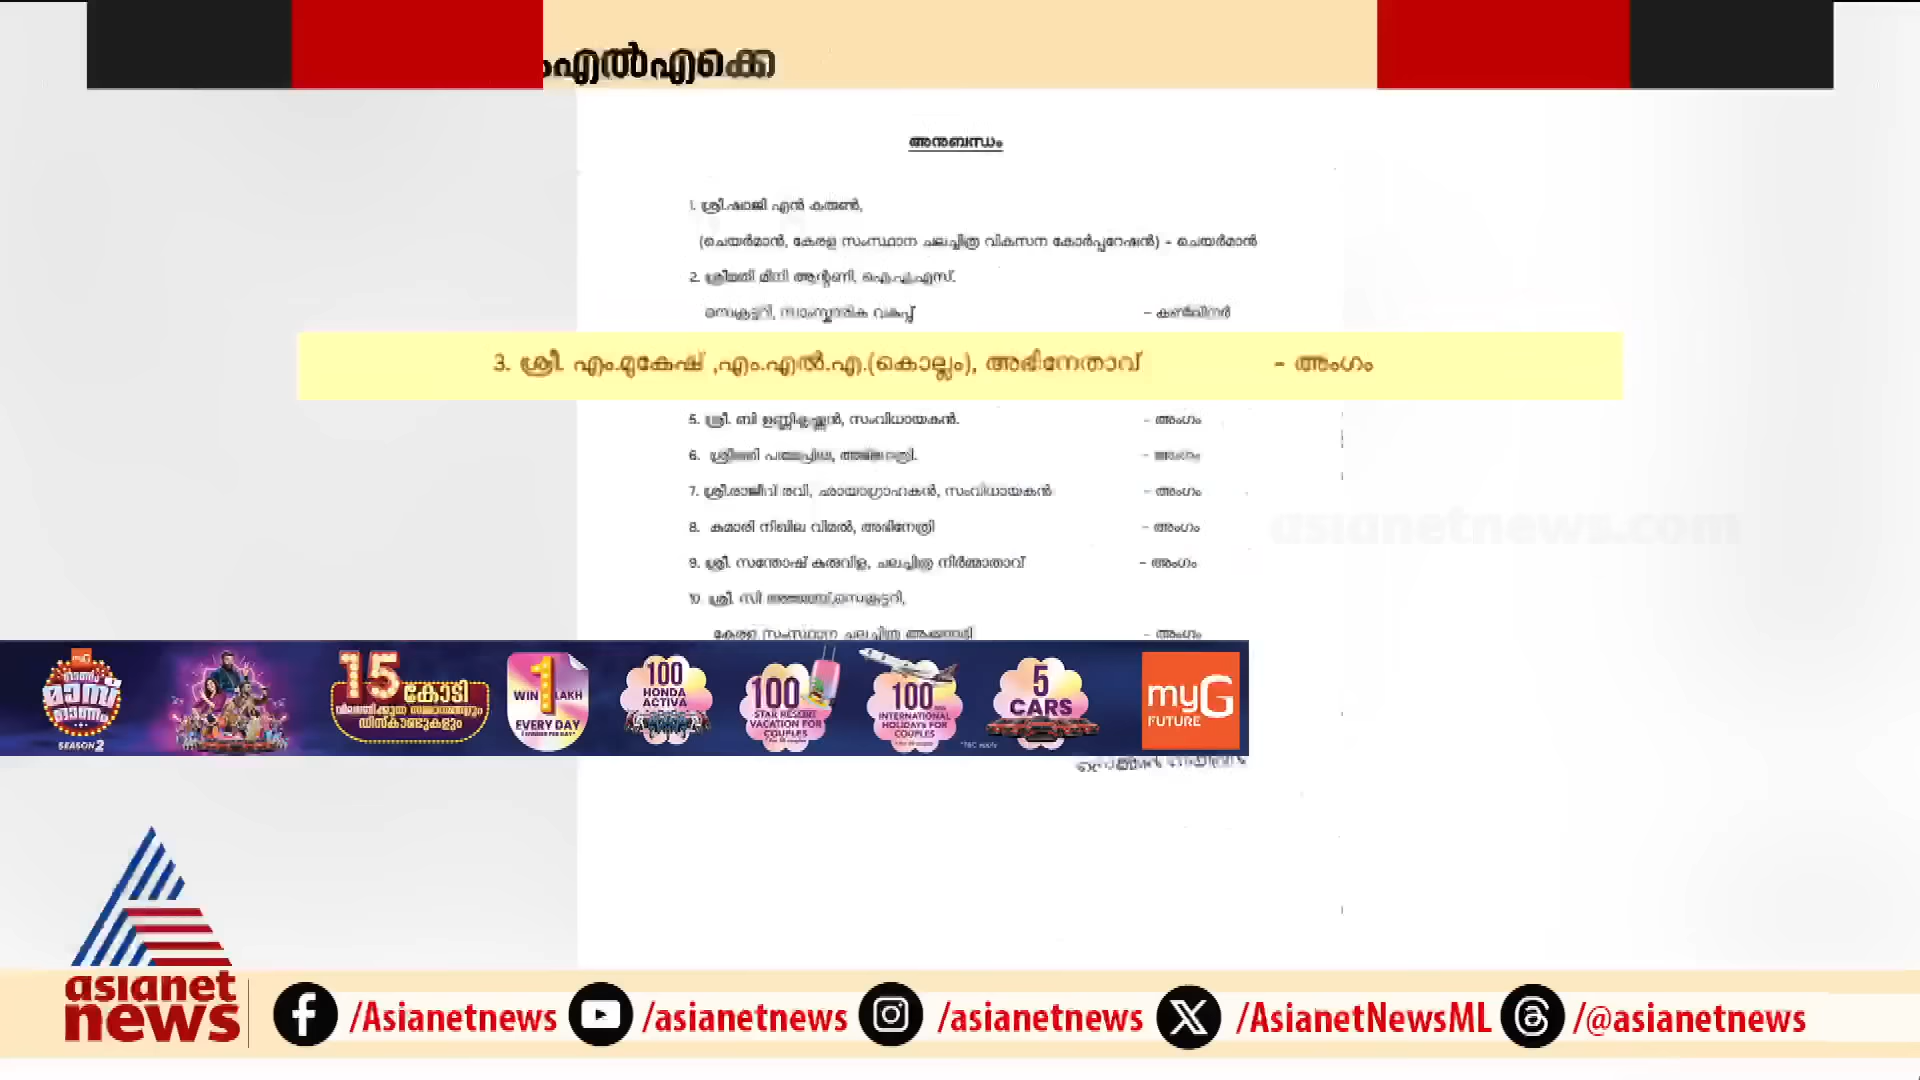 എംഎൽഎക്കെ
അനുബന്ധം
1. ശ്രീ.ഷാജി എൻ കരുൺ,
(ചെയർമാൻ, കേരള സംസ്ഥാന ചലച്ചിത്ര വികസന കോർപ്പറേഷൻ) - ചെയർമാൻ
2. ശ്രീമതി മിനി ആന്റണി, ഐ.എ.എസ്.
സെക്രട്ടറി, സാംസ്കാരിക വകുപ്പ് - കൺവീനർ
3. ശ്രീ. എം.മുകേഷ് ,എം.എൽ.എ.(കൊല്ലം), അഭിനേതാവ് - അംഗം
5. ശ്രീ. ബി ഉണ്ണികൃഷ്ണൻ, സംവിധായകൻ. - അംഗം
6. ശ്രീമതി പത്മപ്രിയ, അഭിനേത്രി. - അംഗം
7. ശ്രീ.രാജീവ് രവി, ഛായാഗ്രാഹകൻ, സംവിധായകൻ - അംഗം
8. കുമാരി നിഖില വിമൽ, അഭിനേത്രി - അംഗം
9. ശ്രീ. സന്തോഷ് കുരുവിള, ചലച്ചിത്ര നിർമ്മാതാവ് - അംഗം
10 ശ്രീ. സി സെക്രട്ടറി,
കേരള സംസ്ഥാന ചലച്ചിത്ര അക്കാദമി - അംഗം
asianetnews.com
myG
മാസ്സ്
ഓണം
SEASON 2
15 കോടി
ഡിസ്കൗണ്ടുകളും
WIN 1 LAKH
EVERY DAY
100
HONDA
ACTIVA
100
STAR RESORT
VACATION FOR
COUPLES
100
INTERNATIONAL
HOLIDAYS FOR
COUPLES
*T&C apply
5
CARS
myG
FUTURE
asianet
news
/Asianetnews
/asianetnews
/asianetnews
/AsianetNewsML
/@asianetnews